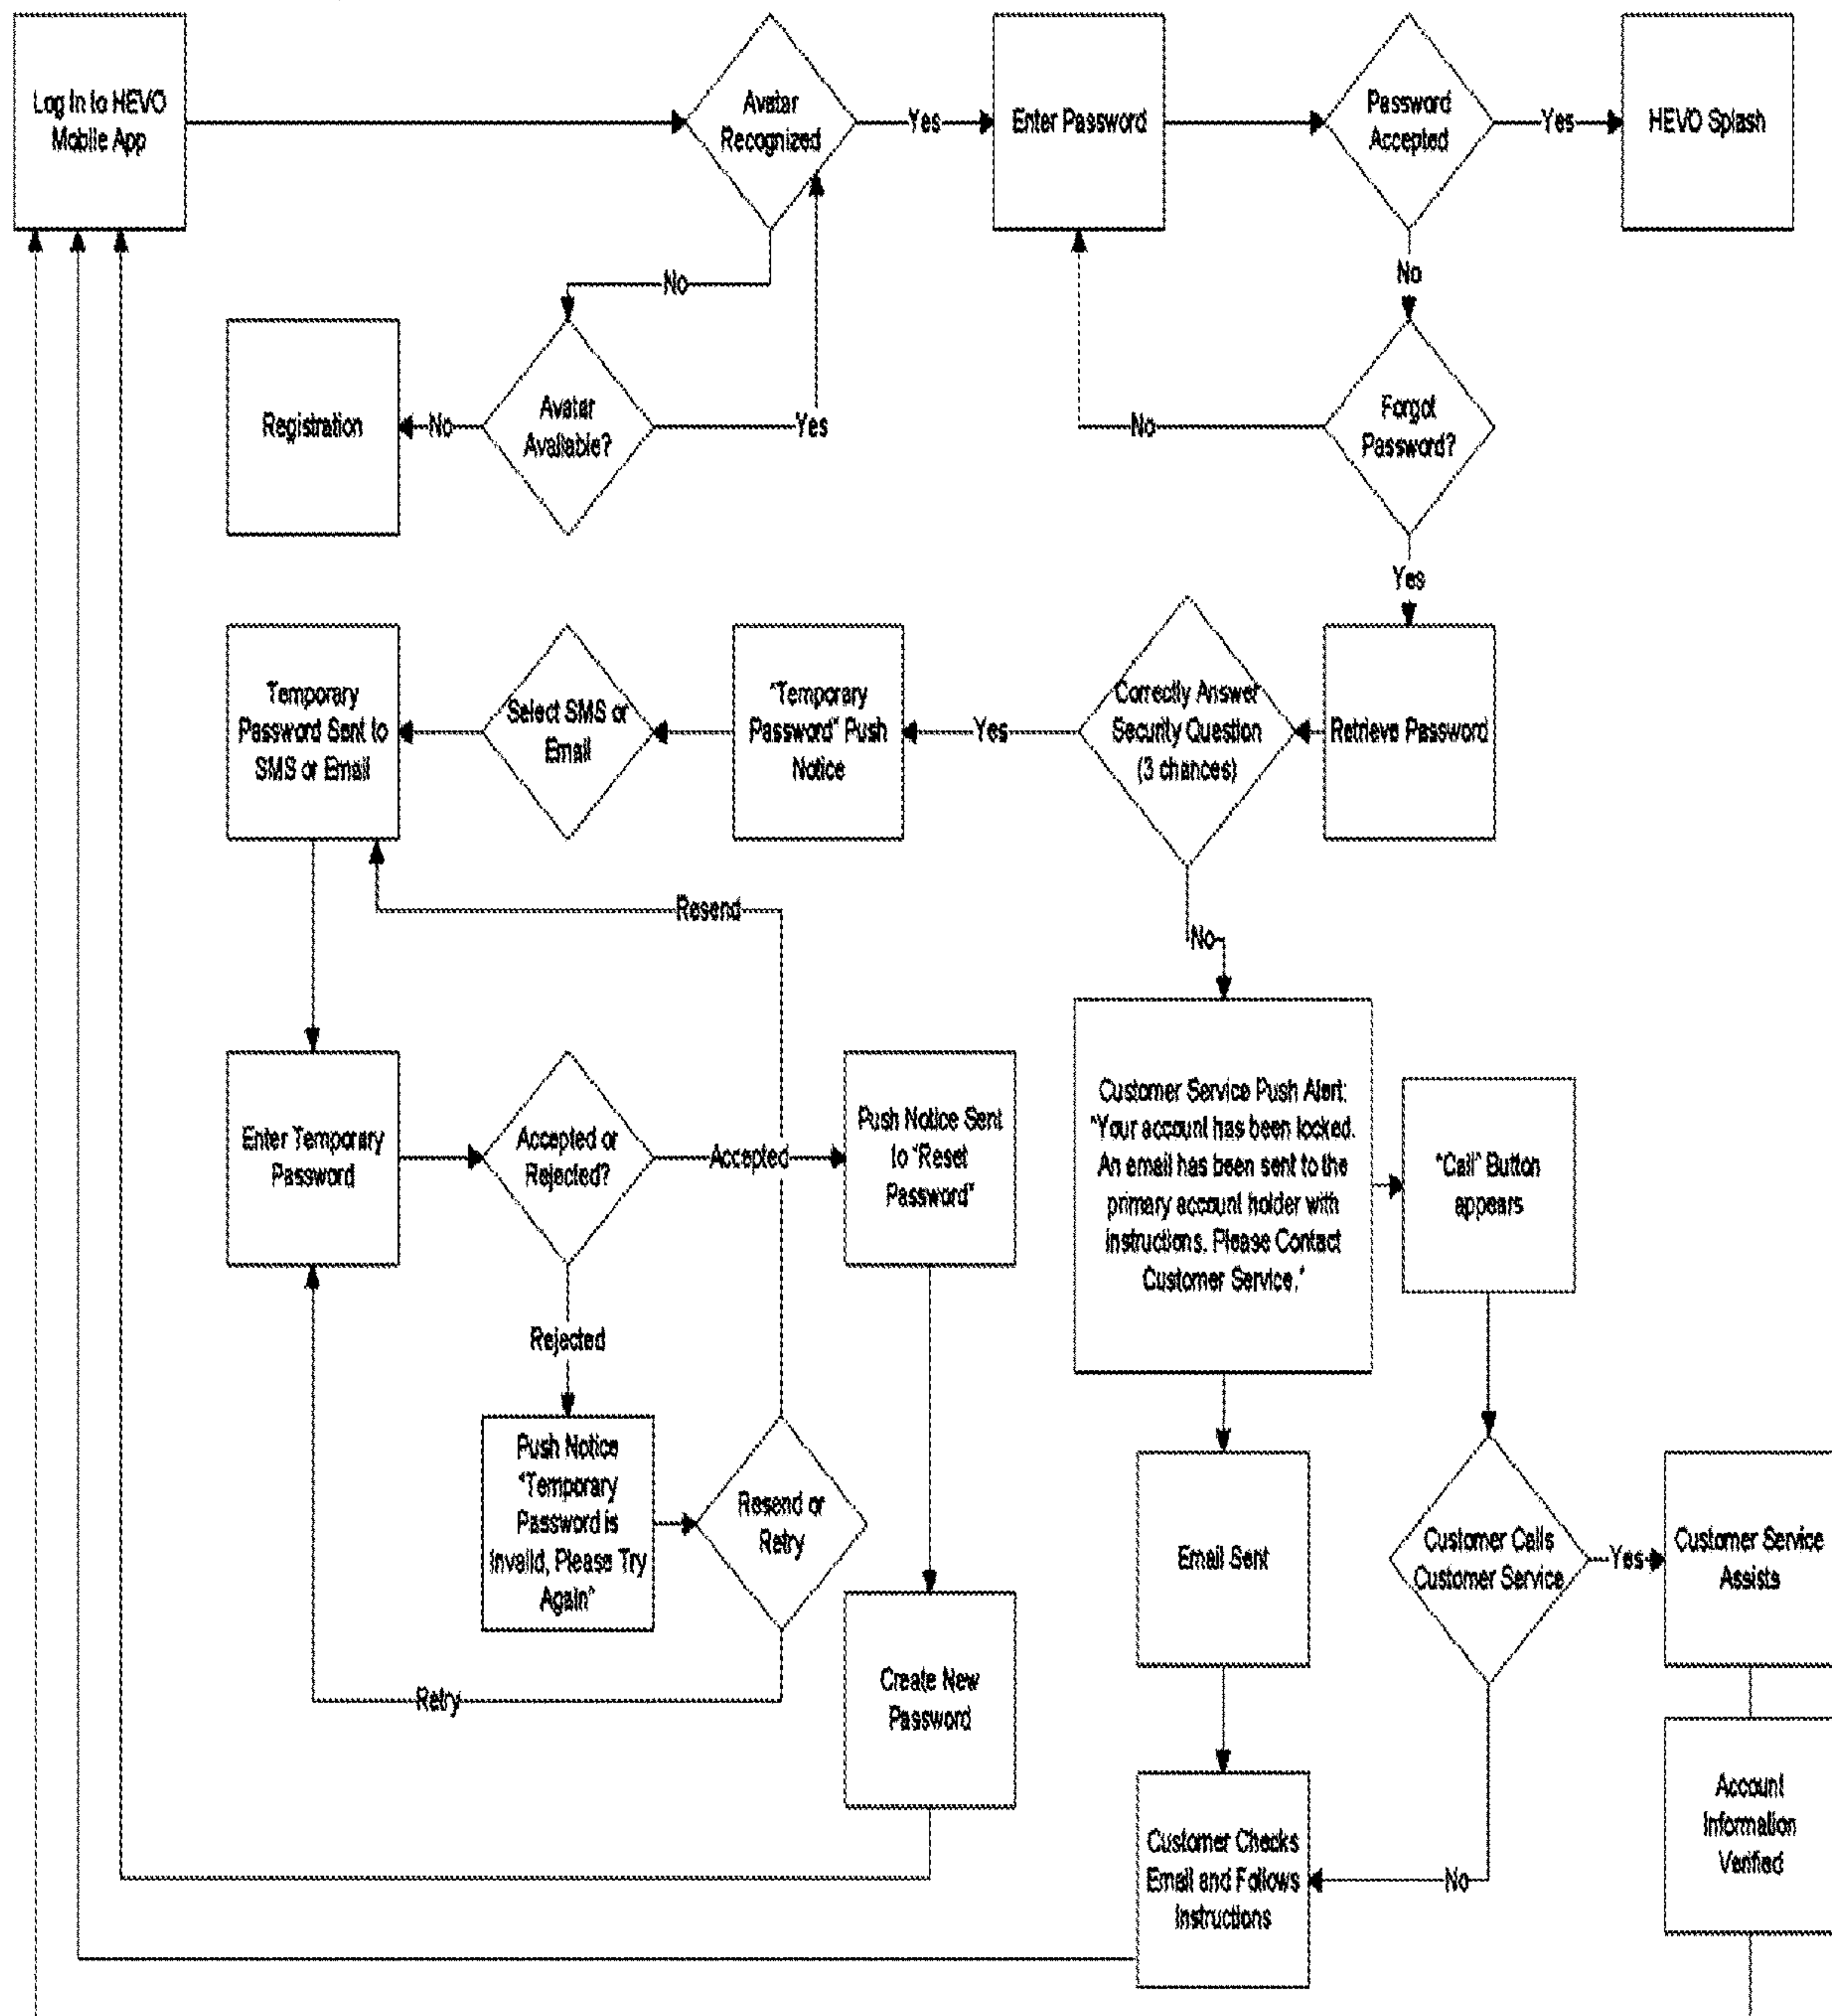 Log In to HEVO
Mobile App
Avatar
Recognized
Yes
Enter Password
Password
Accepted
Yes
HEVO Splash
No
No
Registration
No
Avatar
Available?
Yes
No
Forgot
Password?
Yes
Temporary
Password Sent to
SMS or Email
Select SMS or
Email
"Temporary
Password" Push
Notice
Yes
Correctly Answer
Security Question
(3 chances)
Retrieve Password
Resend
No
Enter Temporary
Password
Accepted or
Rejected?
Accepted
Push Notice Sent
to "Reset
Password"
Customer Service Push Alert:
"Your account has been locked.
An email has been sent to the
primary account holder with
instructions. Please Contact
Customer Service."
"Call" Button
appears
Rejected
Push Notice
"Temporary
Password is
Invalid, Please Try
Again"
Resend or
Retry
Email Sent
Customer Calls
Customer Service
Yes
Customer Service
Assists
Retry
Create New
Password
Customer Checks
Email and Follows
Instructions
No
Account
Information
Verified